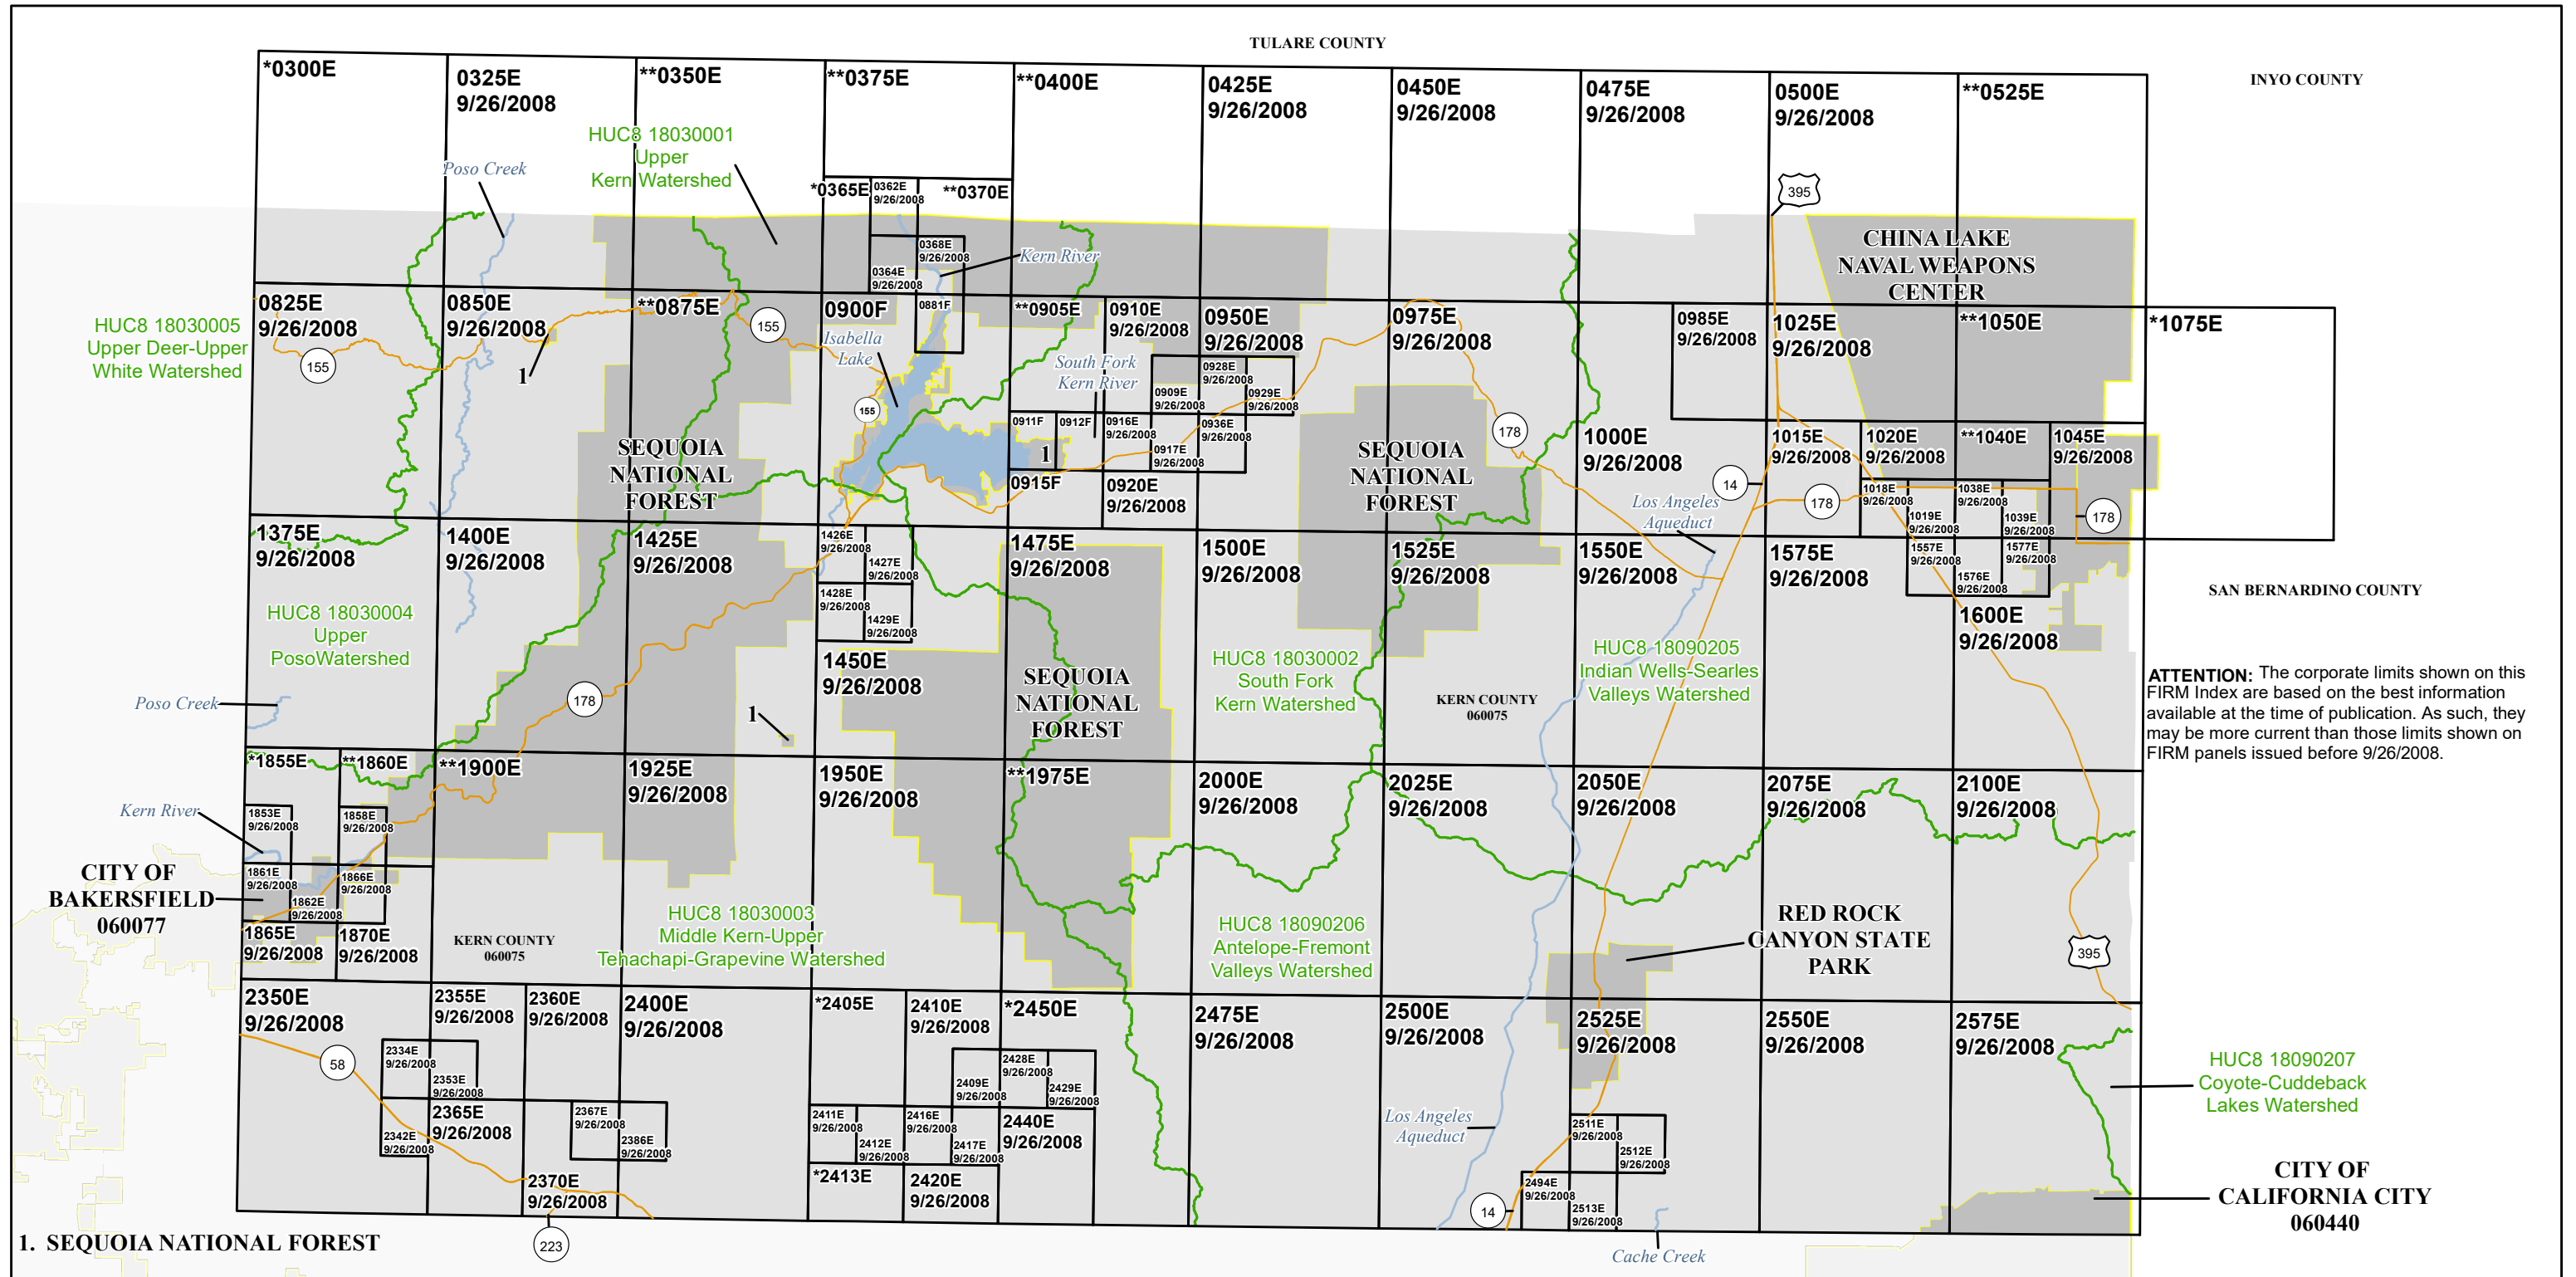 TULARE COUNTY
INYO COUNTY
*0300E
0325E
9/26/2008
**0350E
**0375E
**0400E
0425E
9/26/2008
0450E
9/26/2008
0475E
9/26/2008
0500E
9/26/2008
**0525E
HUC8 18030001
Upper
Kern Watershed
Poso Creek
*0365E
0362E
9/26/2008
**0370E
395
0368E
9/26/2008
0364E
9/26/2008
Kern River
CHINA LAKE
NAVAL WEAPONS
CENTER
HUC8 18030005
Upper Deer-Upper
White Watershed
0825E
9/26/2008
155
0850E
9/26/2008
1
**0875E
155
0900F
0881F
Isabella
Lake
155
**0905E
0910E
9/26/2008
South Fork
Kern River
0950E
9/26/2008
0928E
9/26/2008
0909E
9/26/2008
0929E
9/26/2008
0911F
0912F
0916E
9/26/2008
0936E
9/26/2008
0917E
9/26/2008
1
0915F
0920E
9/26/2008
0975E
9/26/2008
178
0985E
9/26/2008
1025E
9/26/2008
**1050E
*1075E
SEQUOIA
NATIONAL
FOREST
SEQUOIA
NATIONAL
FOREST
1000E
9/26/2008
14
Los Angeles
Aqueduct
1015E
9/26/2008
178
1020E
9/26/2008
**1040E
1045E
9/26/2008
1018E
9/26/2008
1038E
9/26/2008
1019E
9/26/2008
1039E
9/26/2008
178
1375E
9/26/2008
1400E
9/26/2008
1425E
9/26/2008
1426E
9/26/2008
1427E
9/26/2008
1428E
9/26/2008
1429E
9/26/2008
1450E
9/26/2008
1475E
9/26/2008
1500E
9/26/2008
1525E
9/26/2008
1550E
9/26/2008
1575E
9/26/2008
1557E
9/26/2008
1577E
9/26/2008
1576E
9/26/2008
1600E
9/26/2008
SAN BERNARDINO COUNTY
HUC8 18030004
Upper
PosoWatershed
Poso Creek
178
1
SEQUOIA
NATIONAL
FOREST
HUC8 18030002
South Fork
Kern Watershed
KERN COUNTY
060075
HUC8 18090205
Indian Wells-Searles
Valleys Watershed
ATTENTION: The corporate limits shown on this
FIRM Index are based on the best information
available at the time of publication. As such, they
may be more current than those limits shown on
FIRM panels issued before 9/26/2008.
*1855E
**1860E
**1900E
1925E
9/26/2008
1950E
9/26/2008
**1975E
2000E
9/26/2008
2025E
9/26/2008
2050E
9/26/2008
2075E
9/26/2008
2100E
9/26/2008
Kern River
1853E
9/26/2008
1858E
9/26/2008
CITY OF
BAKERSFIELD
060077
1861E
9/26/2008
1866E
9/26/2008
1862E
9/26/2008
1865E
9/26/2008
1870E
9/26/2008
KERN COUNTY
060075
HUC8 18030003
Middle Kern-Upper
Tehachapi-Grapevine Watershed
HUC8 18090206
Antelope-Fremont
Valleys Watershed
RED ROCK
CANYON STATE
PARK
395
2350E
9/26/2008
58
2355E
9/26/2008
2360E
9/26/2008
2400E
9/26/2008
*2405E
2410E
9/26/2008
*2450E
2475E
9/26/2008
2500E
9/26/2008
2525E
9/26/2008
2550E
9/26/2008
2575E
9/26/2008
2334E
9/26/2008
2353E
9/26/2008
2365E
9/26/2008
2342E
9/26/2008
2367E
9/26/2008
2386E
9/26/2008
2370E
9/26/2008
2428E
9/26/2008
2409E
9/26/2008
2429E
9/26/2008
2411E
9/26/2008
2412E
9/26/2008
2416E
9/26/2008
2417E
9/26/2008
2440E
9/26/2008
*2413E
2420E
9/26/2008
Los Angeles
Aqueduct
2511E
9/26/2008
2512E
9/26/2008
2494E
9/26/2008
2513E
9/26/2008
14
HUC8 18090207
Coyote-Cuddeback
Lakes Watershed
CITY OF
CALIFORNIA CITY
060440
1. SEQUOIA NATIONAL FOREST
223
Cache Creek